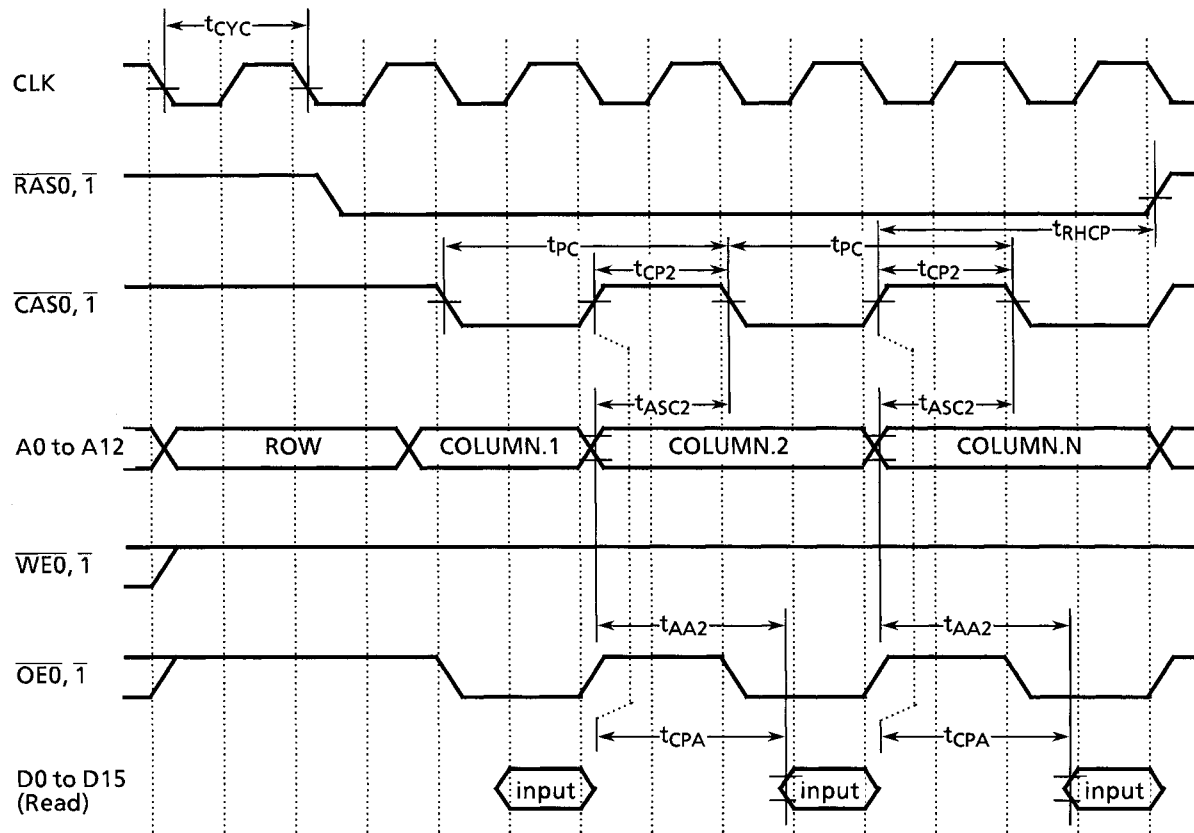 tCYC
CLK
RAS0, 1
tRHCP
tPC tPC
tCP2 tCP2
CAS0, 1
tASC2 tASC2
A0 to A12 ROW COLUMN.1 COLUMN.2 COLUMN.N
WE0, 1
tAA2 tAA2
OE0, 1
tCPA tCPA
D0 to D15
(Read)
input input input